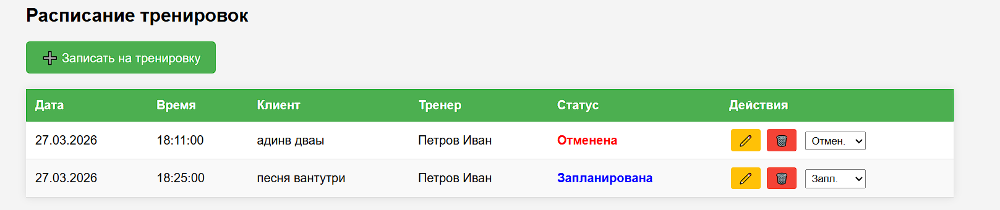 Расписание тренировок
Записать на тренировку
Дата Время Клиент Тренер Статус Действия
27.03.2026 18:11:00 адинв дваы Петров Иван Отменена Отмен.
27.03.2026 18:25:00 песня вантутри Петров Иван Запланирована Запл.